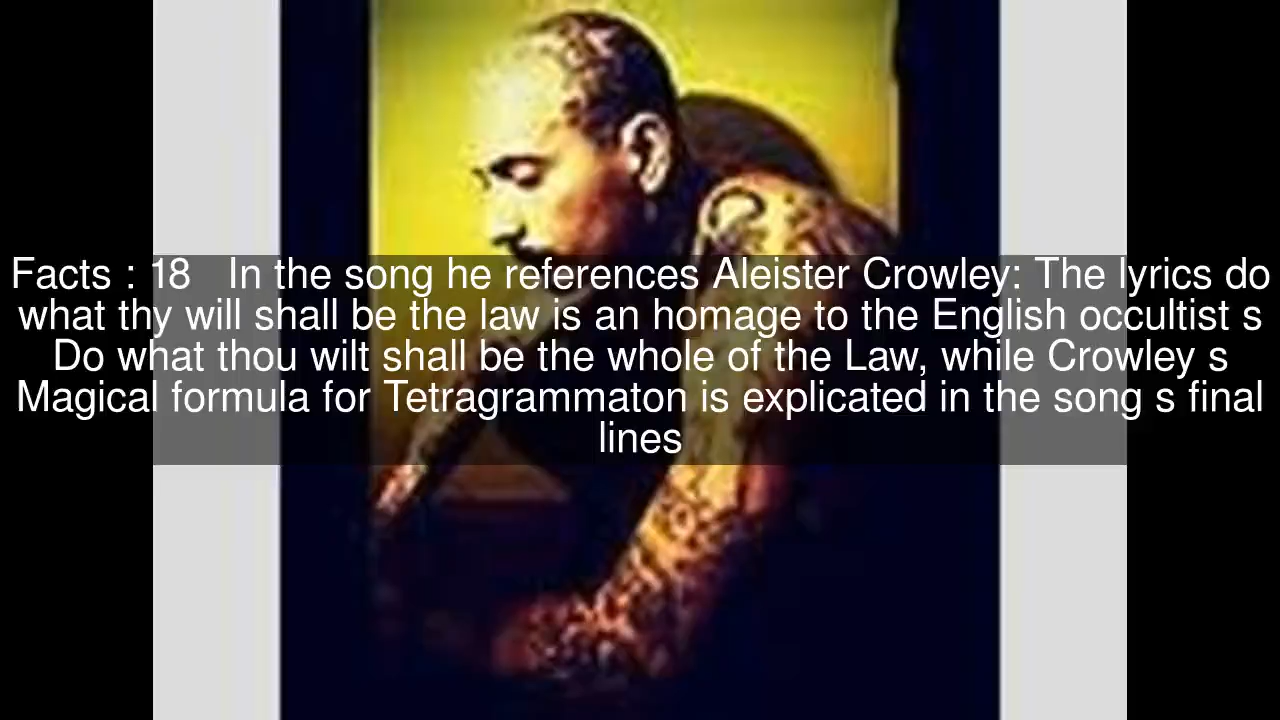 Facts : 18   In the song he references Aleister Crowley: The lyrics do
what thy will shall be the law is an homage to the English occultist s
Do what thou wilt shall be the whole of the Law, while Crowley s
Magical formula for Tetragrammaton is explicated in the song s final
lines